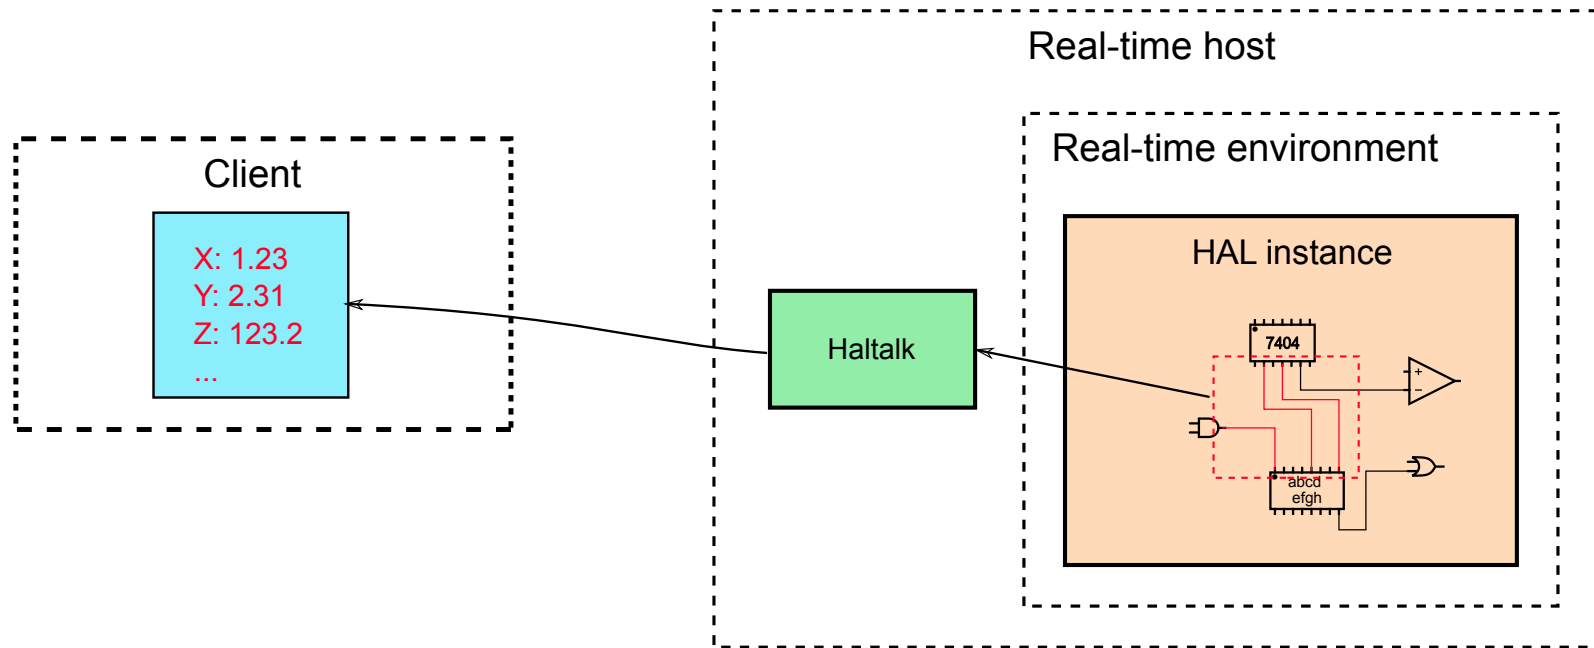 Real-time host
Real-time environment
Client
X: 1.23
Y: 2.31
Z: 123.2
...
Haltalk
HAL instance
7404
+
−
abcd
efgh